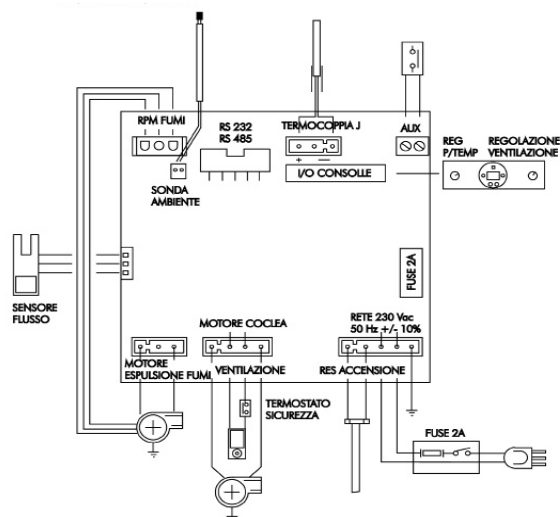 RPM FUMI
RS 232
RS 485
TERMOCOPPIA J
+ −
AUX
I/O CONSOLLE
REG
P/TEMP
REGOLAZIONE
VENTILAZIONE
SONDA
AMBIENTE
SENSORE
FLUSSO
FUSE 2A
MOTORE COCLEA
RETE 230 Vac
50 Hz +/- 10%
MOTORE
ESPULSIONE FUMI
VENTILAZIONE
RES ACCENSIONE
TERMOSTATO
SICUREZZA
FUSE 2A